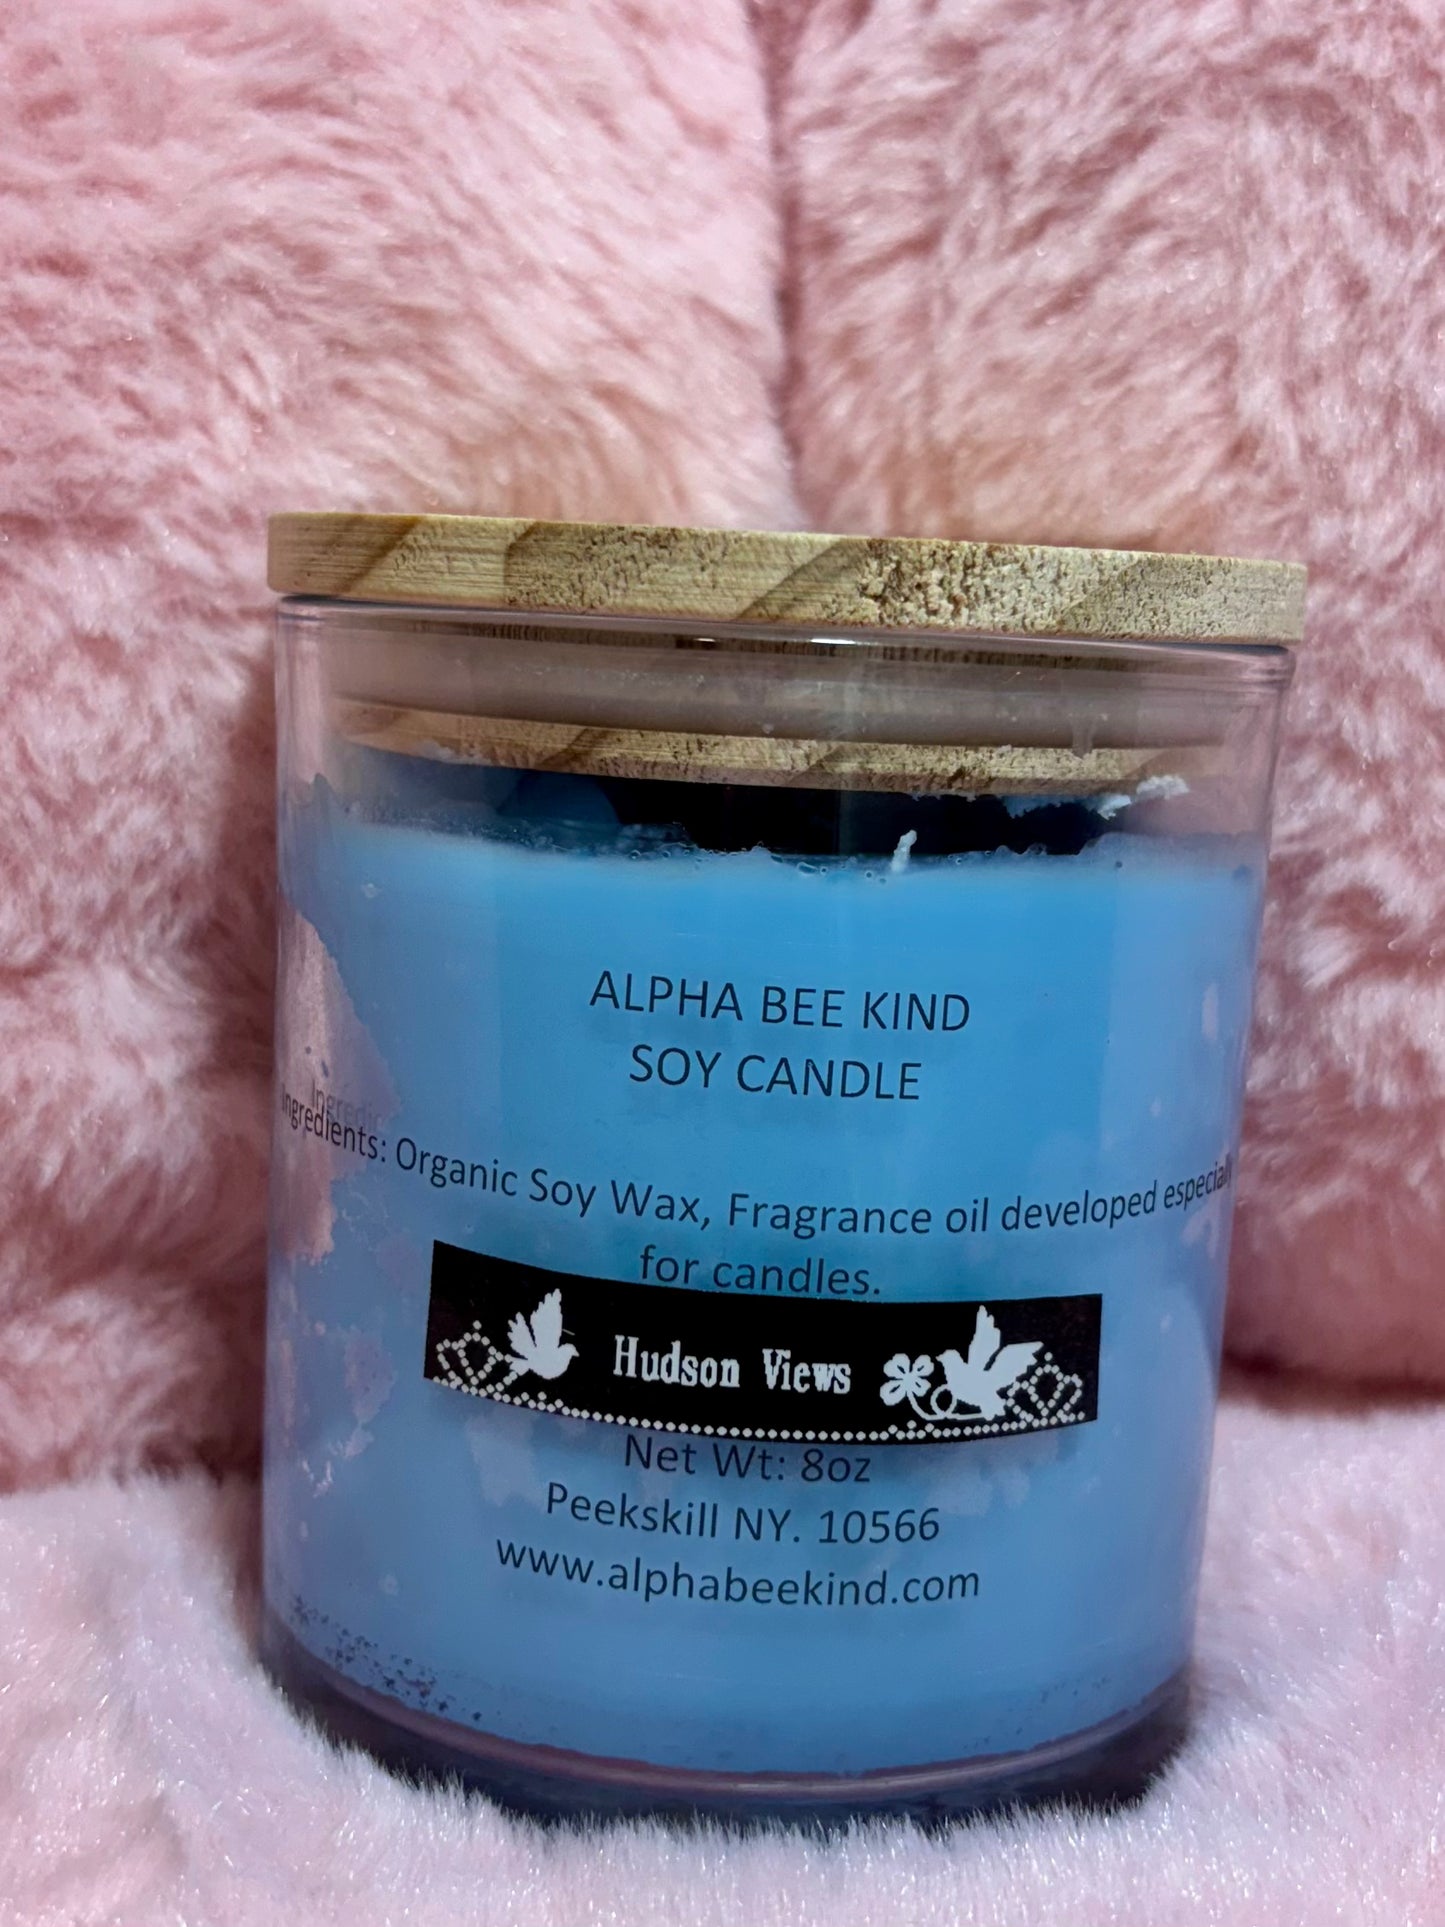 ALPHA BEE KIND
SOY CANDLE
Ingredients: Organic Soy Wax, Fragrance oil developed especially
for candles.
Hudson Views
Net Wt: 8oz
Peekskill NY. 10566
www.alphabeekind.com